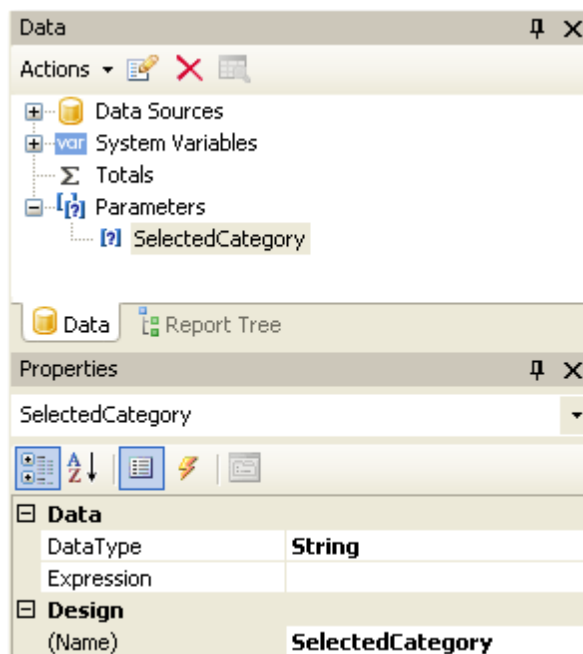 Data
Actions
Data Sources
var System Variables
Σ Totals
[?] Parameters
[?] SelectedCategory
Data Report Tree
Properties
SelectedCategory
A
Z
Data
DataType String
Expression
Design
(Name) SelectedCategory